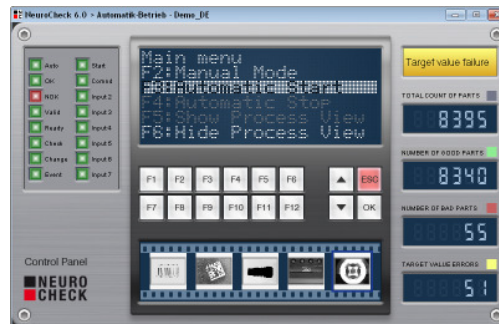 NeuroCheck 6.0 > Automatik-Betrieb - Demo_DE
Auto Start
OK Comod
NOK Input 2
Valid Input 3
Ready Input 4
Check Input 5
Change Input 6
Event Input 7
Main menu
F2:Manual Mode
F3:Automatic Start
F4:Automatic Stop
F5:Show Process View
F6:Hide Process View
F1 F2 F3 F4 F5 F6 ▲ ESC
F7 F8 F9 F10 F11 F12 ▼ OK
Target value failure
TOTAL COUNT OF PARTS
8395
NUMBER OF GOOD PARTS
8340
NUMBER OF BAD PARTS
55
TARGET VALUE ERRORS
51
Control Panel
NEURO
CHECK